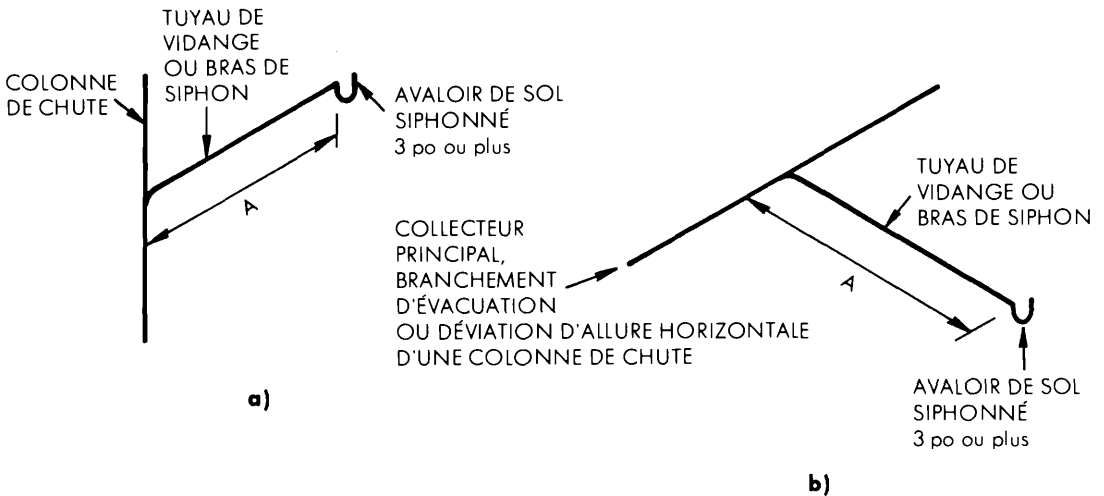 TUYAU DE
VIDANGE
OU BRAS DE
SIPHON
COLONNE
DE CHUTE
AVALOIR DE SOL
SIPHONNÉ
3 po ou plus
A
a)
TUYAU DE
VIDANGE OU
BRAS DE SIPHON
COLLECTEUR
PRINCIPAL,
BRANCHEMENT
D'ÉVACUATION
OU DÉVIATION D'ALLURE HORIZONTALE
D'UNE COLONNE DE CHUTE
A
AVALOIR DE SOL
SIPHONNÉ
3 po ou plus
b)